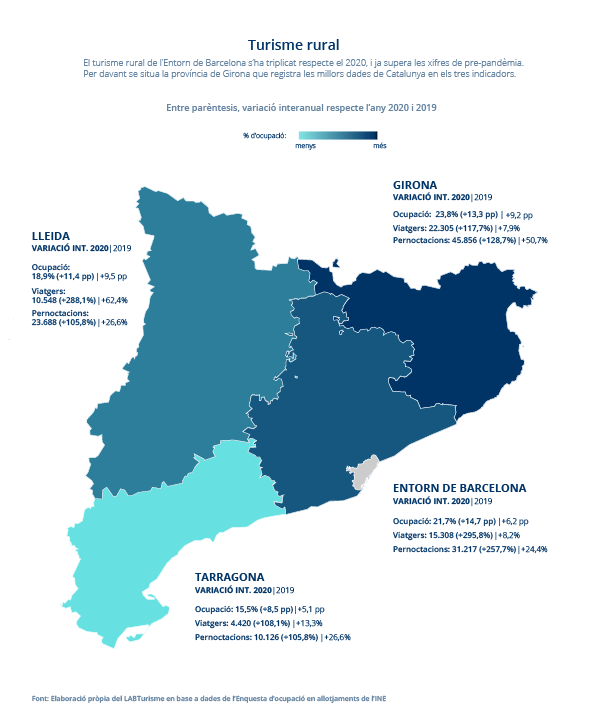 Turisme rural
El turisme rural de l'Entorn de Barcelona s'ha triplicat respecte el 2020, i ja supera les xifres de pre-pandèmia.
Per davant se situa la província de Girona que registra les millors dades de Catalunya en els tres indicadors.
Entre parèntesis, variació interanual respecte l'any 2020 i 2019
% d'ocupació:
menys
més
GIRONA
VARIACIÓ INT. 2020|2019
Ocupació: 23,8% (+13,3 pp) | +9,2 pp
Viatgers: 22.305 (+117,7%) |+7,9%
Pernoctacions: 45.856 (+128,7%) |+50,7%
LLEIDA
VARIACIÓ INT. 2020|2019
Ocupació:
18,9% (+11,4 pp) |+9,5 pp
Viatgers:
10.548 (+288,1%) |+62,4%
Pernoctacions:
23.688 (+105,8%) |+26,6%
ENTORN DE BARCELONA
VARIACIÓ INT. 2020|2019
Ocupació: 21,7% (+14,7 pp) |+6,2 pp
Viatgers: 15.308 (+295,8%) |+8,2%
Pernoctacions: 31.217 (+257,7%) |+24,4%
TARRAGONA
VARIACIÓ INT. 2020|2019
Ocupació: 15,5% (+8,5 pp)|+5,1 pp
Viatgers: 4.420 (+108,1%) |+13,3%
Pernoctacions: 10.126 (+105,8%) |+26,6%
Font: Elaboració pròpia del LABTurisme en base a dades de l'Enquesta d'ocupació en allotjaments de l'INE